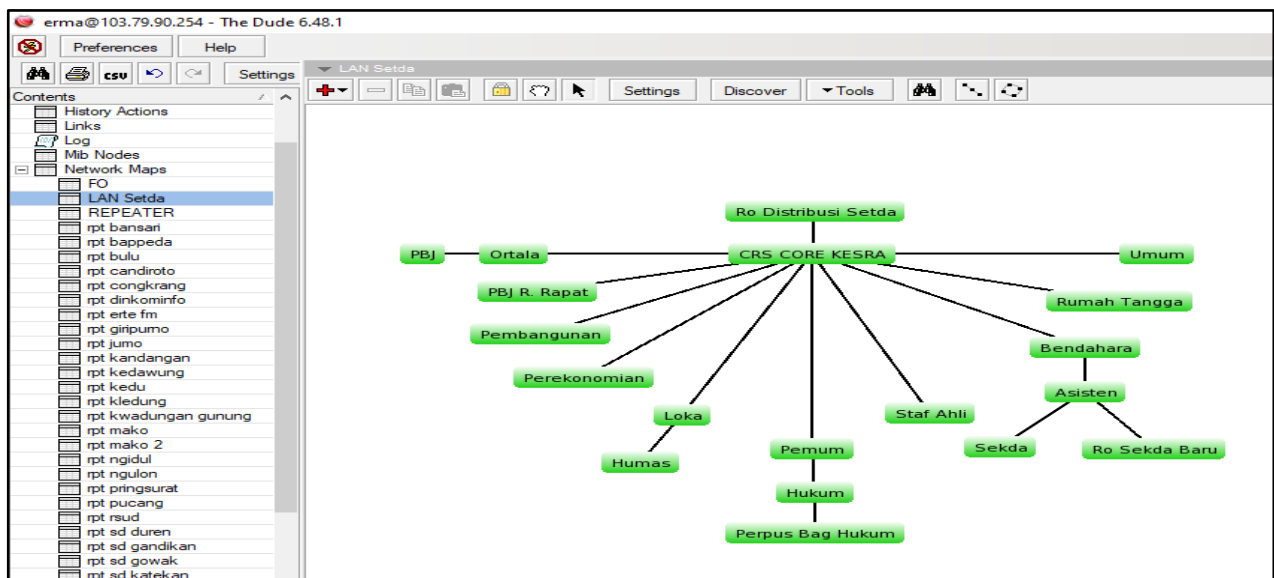 erma@103.79.90.254 - The Dude 6.48.1
Preferences Help
csv Settings
LAN Setda
Settings Discover Tools
Contents
History Actions
Links
Log
Mib Nodes
Network Maps
FO
LAN Setda
REPEATER
rpt bansari
rpt bappeda
rpt bulu
rpt candiroto
rpt congkrang
rpt dinkominfo
rpt erte fm
rpt giripurno
rpt jumo
rpt kandangan
rpt kedawung
rpt kedu
rpt kledung
rpt kwadungan gunung
rpt mako
rpt mako 2
rpt ngidul
rpt ngulon
rpt pringsurat
rpt pucang
rpt rsud
rpt sd duren
rpt sd gandikan
rpt sd gowak
rpt sd katekan
Ro Distribusi Setda
PBJ Ortala CRS CORE KESRA Umum
PBJ R. Rapat
Rumah Tangga
Pembangunan
Bendahara
Perekonomian
Asisten
Loka
Staf Ahli
Humas
Pemum
Sekda
Ro Sekda Baru
Hukum
Perpus Bag Hukum